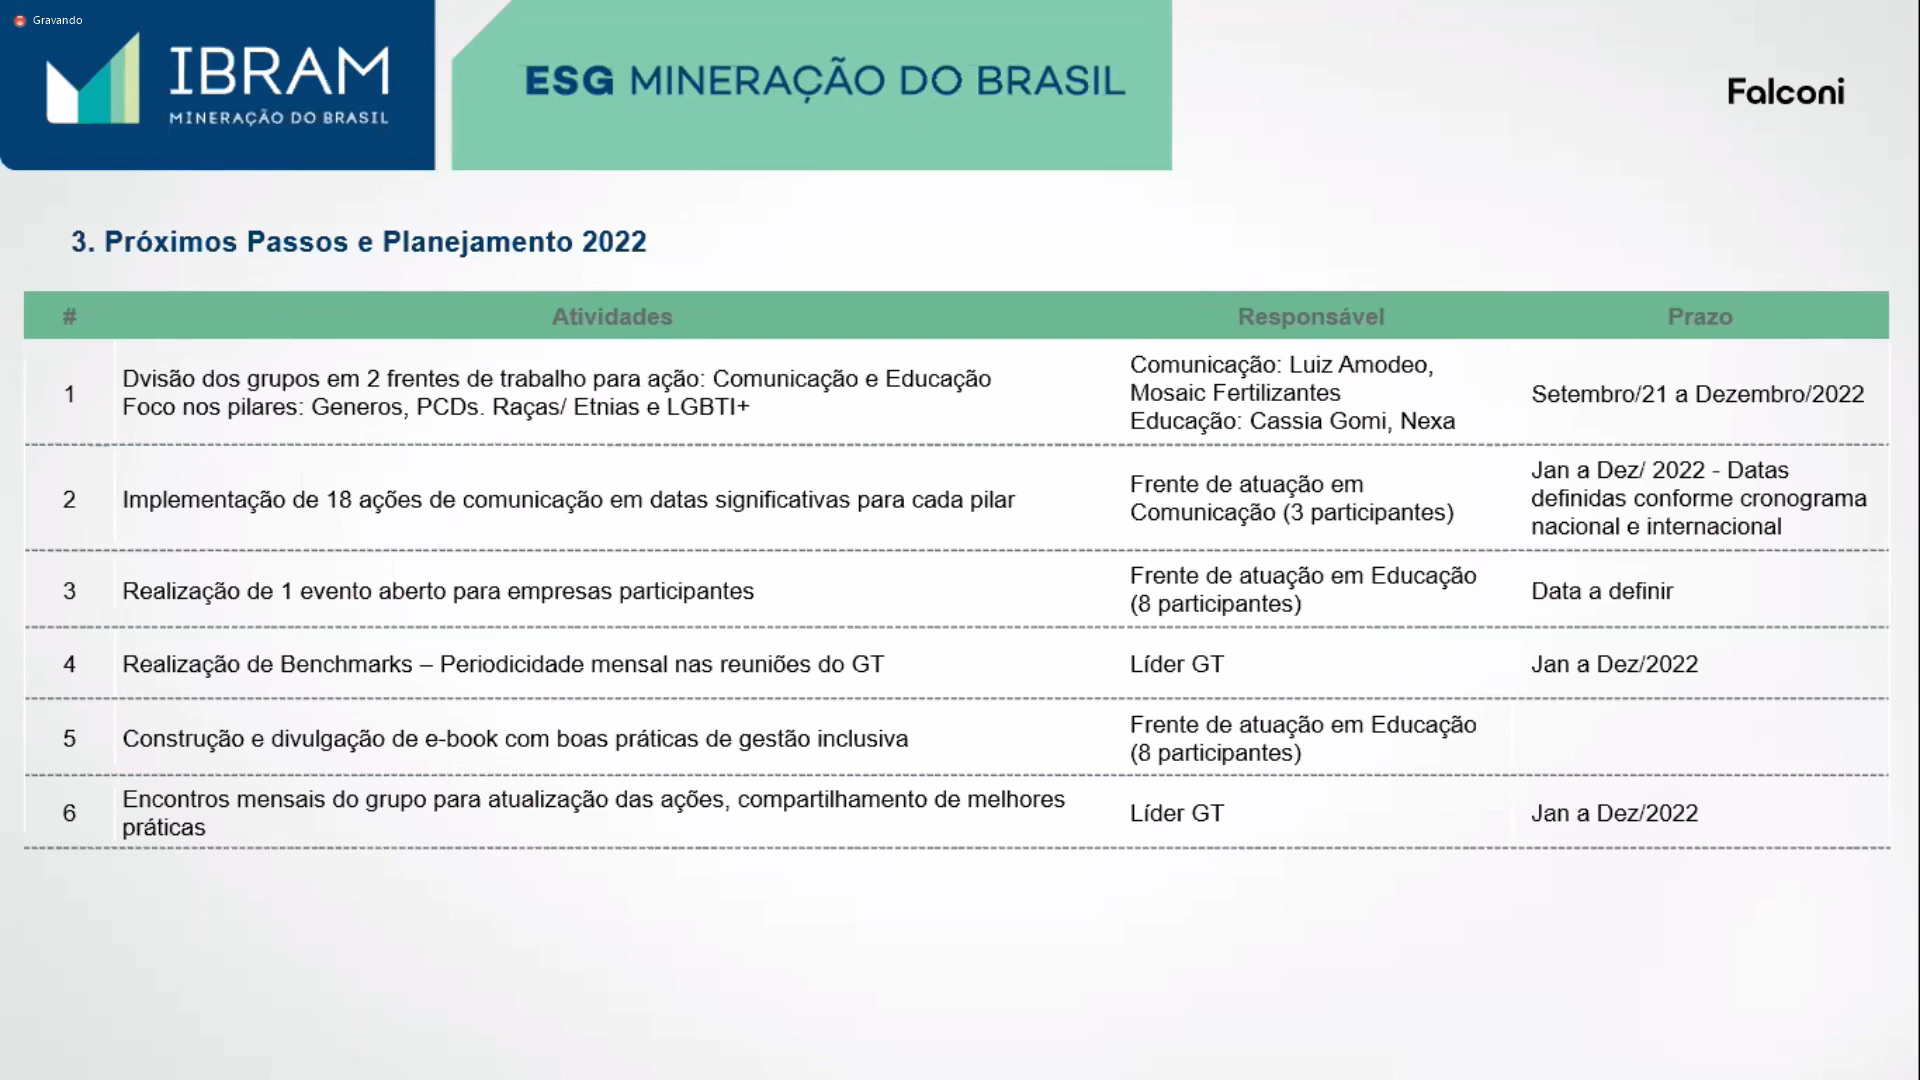 Gravando
IBRAM
MINERAÇÃO DO BRASIL
ESG MINERAÇÃO DO BRASIL
Falconi
3. Próximos Passos e Planejamento 2022
# Atividades Responsável Prazo
1
Dvisão dos grupos em 2 frentes de trabalho para ação: Comunicação e Educação
Foco nos pilares: Generos, PCDs. Raças/ Etnias e LGBTI+
Comunicação: Luiz Amodeo,
Mosaic Fertilizantes
Educação: Cassia Gomi, Nexa
Setembro/21 a Dezembro/2022
2
Implementação de 18 ações de comunicação em datas significativas para cada pilar
Frente de atuação em
Comunicação (3 participantes)
Jan a Dez/ 2022 - Datas
definidas conforme cronograma
nacional e internacional
3
Realização de 1 evento aberto para empresas participantes
Frente de atuação em Educação
(8 participantes)
Data a definir
4
Realização de Benchmarks – Periodicidade mensal nas reuniões do GT
Líder GT
Jan a Dez/2022
5
Construção e divulgação de e-book com boas práticas de gestão inclusiva
Frente de atuação em Educação
(8 participantes)
6
Encontros mensais do grupo para atualização das ações, compartilhamento de melhores
práticas
Líder GT
Jan a Dez/2022